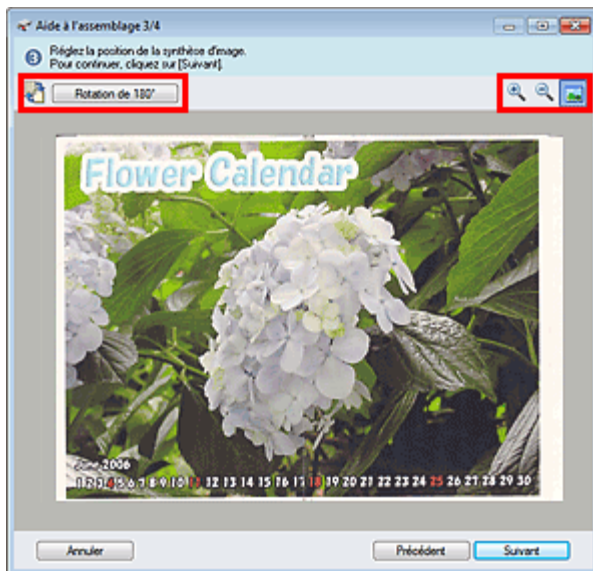 Aide à l'assemblage 3/4
3 Réglez la position de la synthèse d'image.
Pour continuer, cliquez sur [Suivant].
Rotation de 180°
Flower Calendar
June 2006
1 2 3 4 5 6 7 8 9 10 11 12 13 14 15 16 17 18 19 20 21 22 23 24 25 26 27 28 29 30
Annuler
Précédent
Suivant